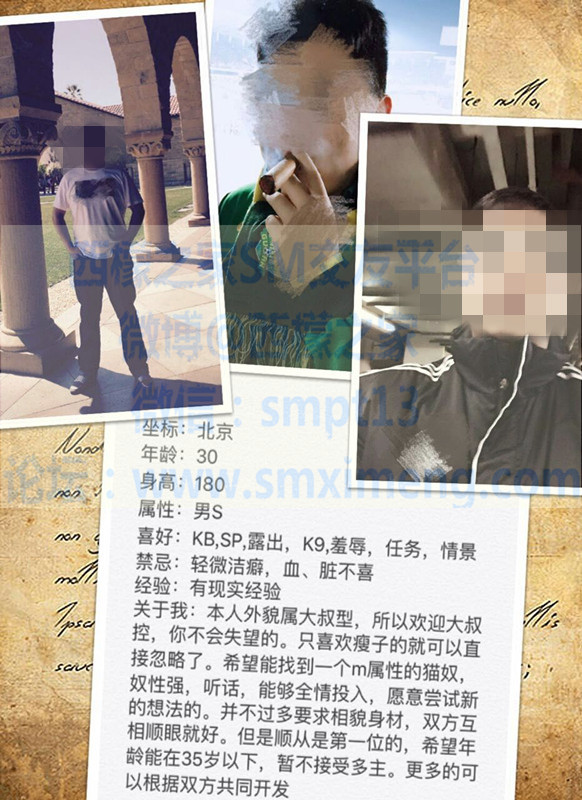 ice nulla,
西檬之家SM交友平台
微博@西檬之家
微信：smpt13
论坛：www.smximeng.com
坐标：北京
年龄：30
身高：180
属性：男S
喜好：KB,SP,露出，K9,羞辱，任务，情景
禁忌：轻微洁癖，血、脏不喜
经验：有现实经验
关于我：本人外貌属大叔型，所以欢迎大叔
控，你不会失望的。只喜欢瘦子的就可以直
接忽略了。希望能找到一个m属性的猫奴，
奴性强，听话，能够全情投入，愿意尝试新
的想法的。并不过多要求相貌身材，双方互
相顺眼就好。但是顺从是第一位的，希望年
龄能在35岁以下，暂不接受多主。更多的可
以根据双方共同开发